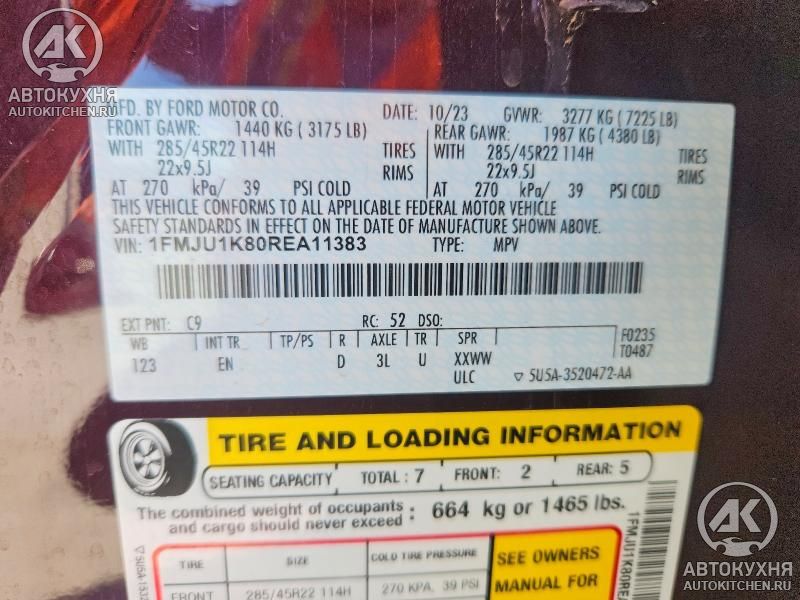 АК
АВТОКУХНЯ
AUTOKITCHEN.RU
MFD. BY FORD MOTOR CO. DATE: 10/23 GVWR: 3277 KG (7225 LB)
FRONT GAWR: 1440 KG (3175 LB) REAR GAWR: 1987 KG (4380 LB)
WITH 285/45R22 114H TIRES WITH 285/45R22 114H TIRES
22x9.5J RIMS 22x9.5J RIMS
AT 270 kPa/ 39 PSI COLD AT 270 kPa/ 39 PSI COLD
THIS VEHICLE CONFORMS TO ALL APPLICABLE FEDERAL MOTOR VEHICLE
SAFETY STANDARDS IN EFFECT ON THE DATE OF MANUFACTURE SHOWN ABOVE.
VIN: 1FMJU1K80REA11383 TYPE: MPV
EXT PNT: C9 RC: 52 DSO: F0235
WB INT TR TP/PS R AXLE TR SPR T0487
123 EN D 3L U XXWW
ULC ▽ 5U5A-3520472-AA
TIRE AND LOADING INFORMATION
SEATING CAPACITY TOTAL : 7 FRONT: 2 REAR: 5
The combined weight of occupants and cargo should never exceed : 664 kg or 1465 lbs.
TIRE SIZE COLD TIRE PRESSURE SEE OWNERS
MANUAL FOR
FRONT 285/45R22 114H 270 KPA, 39 PSI
1FMJU1K80REA
АК
АВТОКУХНЯ
AUTOKITCHEN.RU